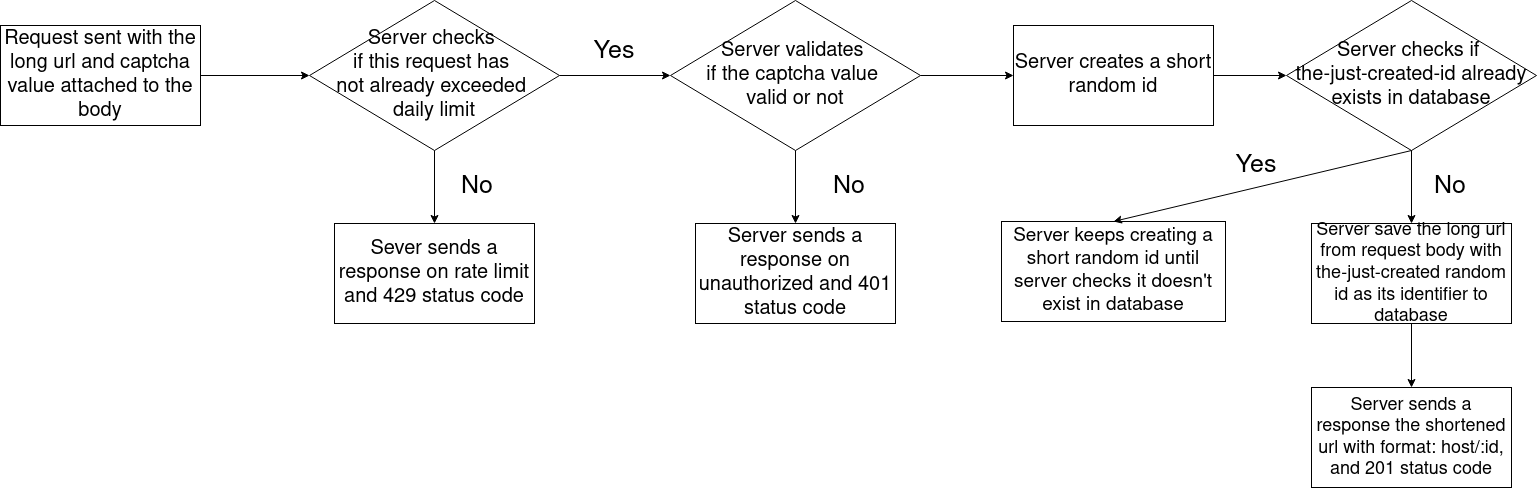 Request sent with the
long url and captcha
value attached to the
body
Server checks
if this request has
not already exceeded
daily limit
Yes
No
Sever sends a
response on rate limit
and 429 status code
Server validates
if the captcha value
valid or not
No
Server sends a
response on
unauthorized and 401
status code
Server creates a short
random id
Server checks if
the-just-created-id already
exists in database
Yes
No
Server keeps creating a
short random id until
server checks it doesn't
exist in database
Server save the long url
from request body with
the-just-created random
id as its identifier to
database
Server sends a
response the shortened
url with format: host/:id,
and 201 status code